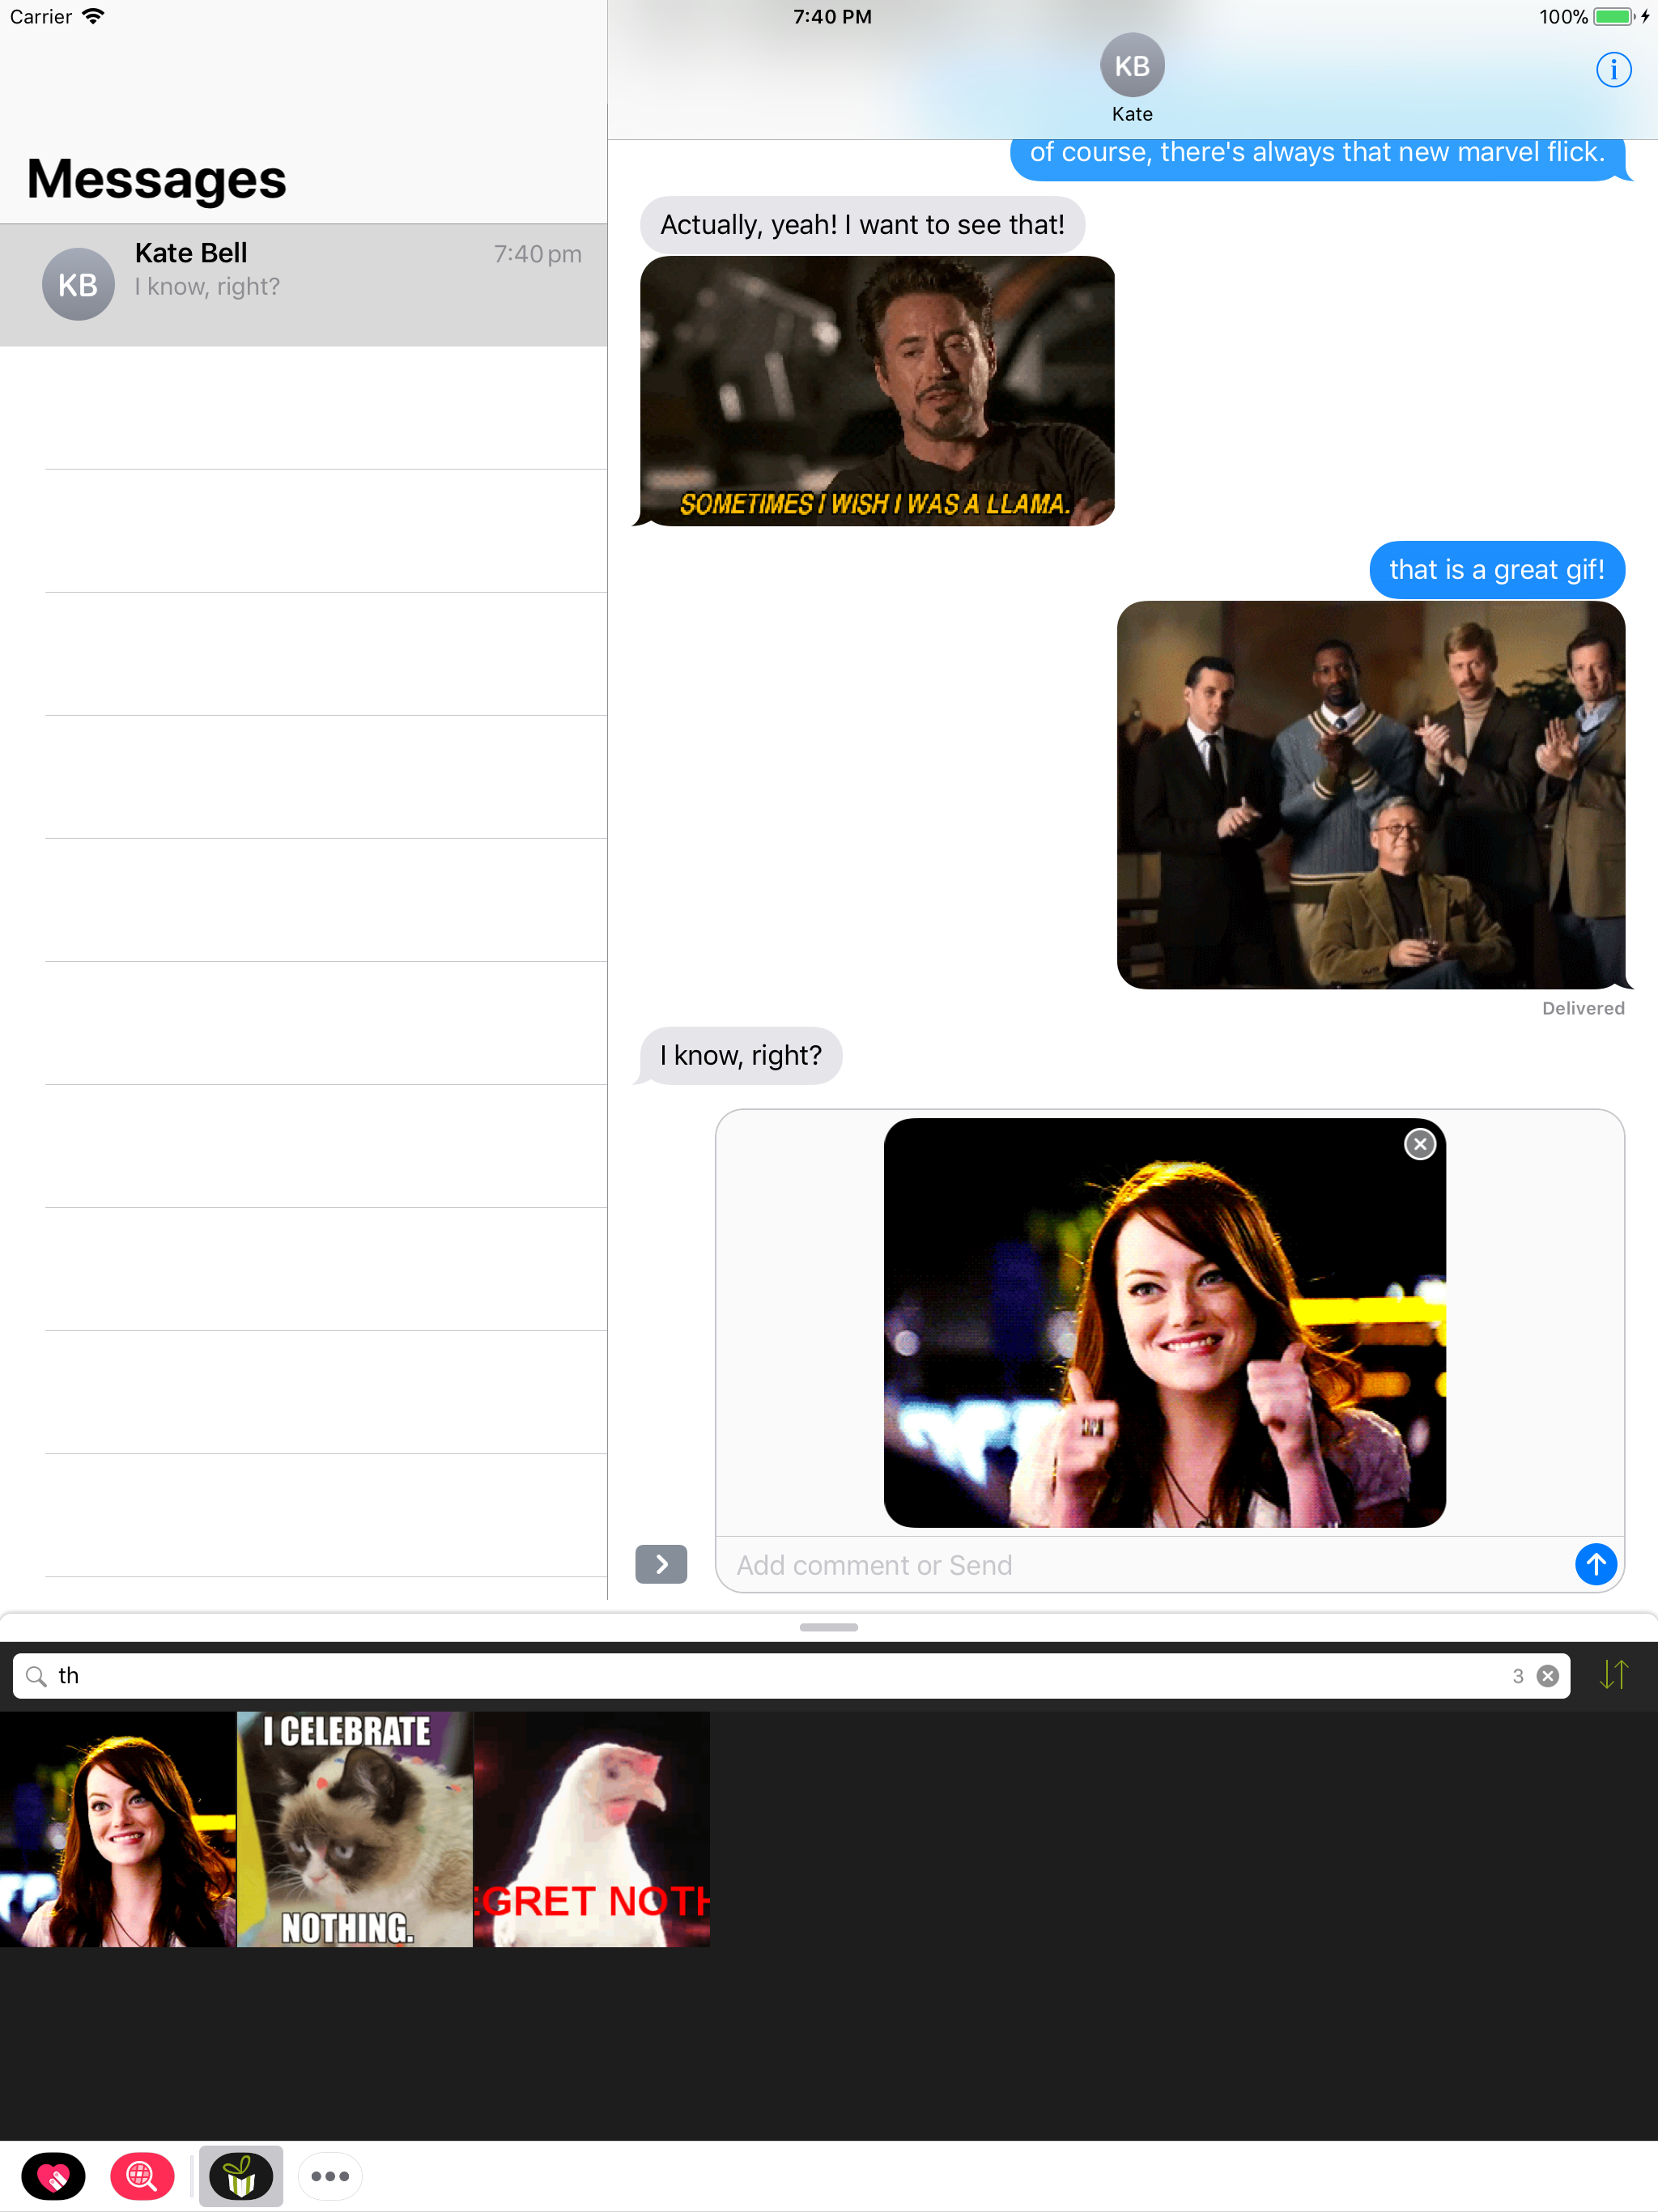 Carrier
7:40 PM
100%
KB
Kate
Messages
Kate Bell
7:40 pm
KB
I know, right?
of course, there's always that new marvel flick.
Actually, yeah! I want to see that!
SOMETIMES I WISH I WAS A LLAMA.
that is a great gif!
Delivered
I know, right?
Add comment or Send
th
3
I CELEBRATE
NOTHING.
EGRET NOTH